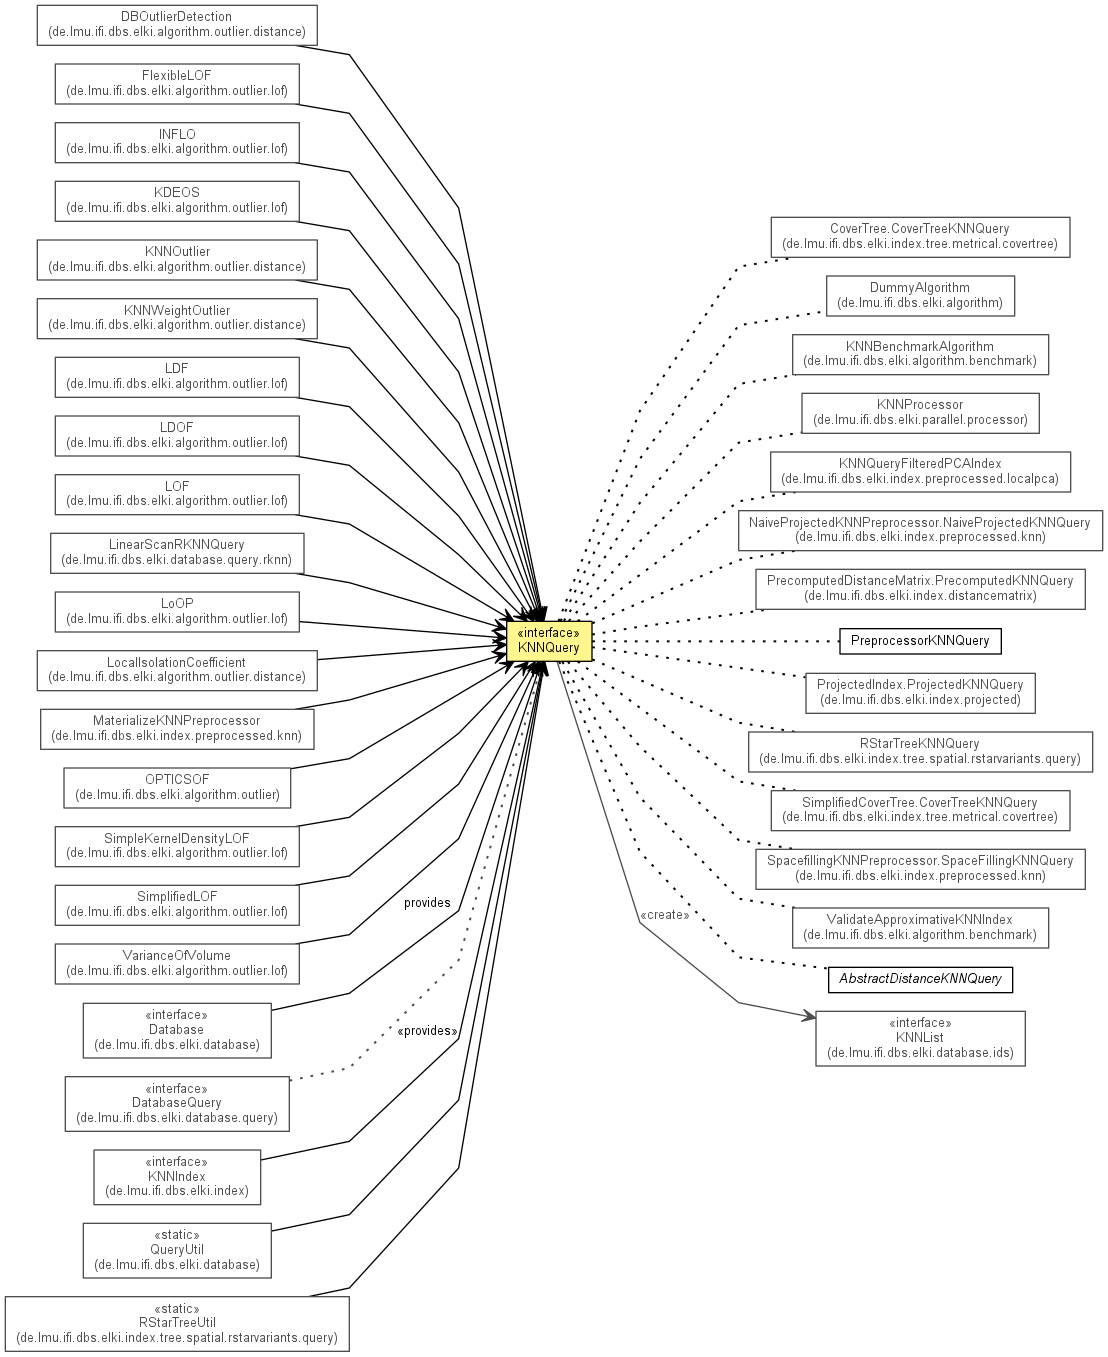 DBOutlierDetection
(de.lmu.ifi.dbs.elki.algorithm.outlier.distance)
FlexibleLOF
(de.lmu.ifi.dbs.elki.algorithm.outlier.lof)
INFLO
(de.lmu.ifi.dbs.elki.algorithm.outlier.lof)
KDEOS
(de.lmu.ifi.dbs.elki.algorithm.outlier.lof)
KNNOutlier
(de.lmu.ifi.dbs.elki.algorithm.outlier.distance)
KNNWeightOutlier
(de.lmu.ifi.dbs.elki.algorithm.outlier.distance)
LDF
(de.lmu.ifi.dbs.elki.algorithm.outlier.lof)
LDOF
(de.lmu.ifi.dbs.elki.algorithm.outlier.lof)
LOF
(de.lmu.ifi.dbs.elki.algorithm.outlier.lof)
LinearScanRKNNQuery
(de.lmu.ifi.dbs.elki.database.query.rknn)
LoOP
(de.lmu.ifi.dbs.elki.algorithm.outlier.lof)
LocalIsolationCoefficient
(de.lmu.ifi.dbs.elki.algorithm.outlier.distance)
MaterializeKNNPreprocessor
(de.lmu.ifi.dbs.elki.index.preprocessed.knn)
OPTICSOF
(de.lmu.ifi.dbs.elki.algorithm.outlier)
SimpleKernelDensityLOF
(de.lmu.ifi.dbs.elki.algorithm.outlier.lof)
SimplifiedLOF
(de.lmu.ifi.dbs.elki.algorithm.outlier.lof)
VarianceOfVolume
(de.lmu.ifi.dbs.elki.algorithm.outlier.lof)
«interface»
Database
(de.lmu.ifi.dbs.elki.database)
«interface»
DatabaseQuery
(de.lmu.ifi.dbs.elki.database.query)
«interface»
KNNIndex
(de.lmu.ifi.dbs.elki.index)
«static»
QueryUtil
(de.lmu.ifi.dbs.elki.database)
«static»
RStarTreeUtil
(de.lmu.ifi.dbs.elki.index.tree.spatial.rstarvariants.query)
provides
«provides»
«interface»
KNNQuery
«create»
CoverTree.CoverTreeKNNQuery
(de.lmu.ifi.dbs.elki.index.tree.metrical.covertree)
DummyAlgorithm
(de.lmu.ifi.dbs.elki.algorithm)
KNNBenchmarkAlgorithm
(de.lmu.ifi.dbs.elki.algorithm.benchmark)
KNNProcessor
(de.lmu.ifi.dbs.elki.parallel.processor)
KNNQueryFilteredPCAIndex
(de.lmu.ifi.dbs.elki.index.preprocessed.localpca)
NaiveProjectedKNNPreprocessor.NaiveProjectedKNNQuery
(de.lmu.ifi.dbs.elki.index.preprocessed.knn)
PrecomputedDistanceMatrix.PrecomputedKNNQuery
(de.lmu.ifi.dbs.elki.index.distancematrix)
PreprocessorKNNQuery
ProjectedIndex.ProjectedKNNQuery
(de.lmu.ifi.dbs.elki.index.projected)
RStarTreeKNNQuery
(de.lmu.ifi.dbs.elki.index.tree.spatial.rstarvariants.query)
SimplifiedCoverTree.CoverTreeKNNQuery
(de.lmu.ifi.dbs.elki.index.tree.metrical.covertree)
SpacefillingKNNPreprocessor.SpaceFillingKNNQuery
(de.lmu.ifi.dbs.elki.index.preprocessed.knn)
ValidateApproximativeKNNIndex
(de.lmu.ifi.dbs.elki.algorithm.benchmark)
AbstractDistanceKNNQuery
«interface»
KNNList
(de.lmu.ifi.dbs.elki.database.ids)